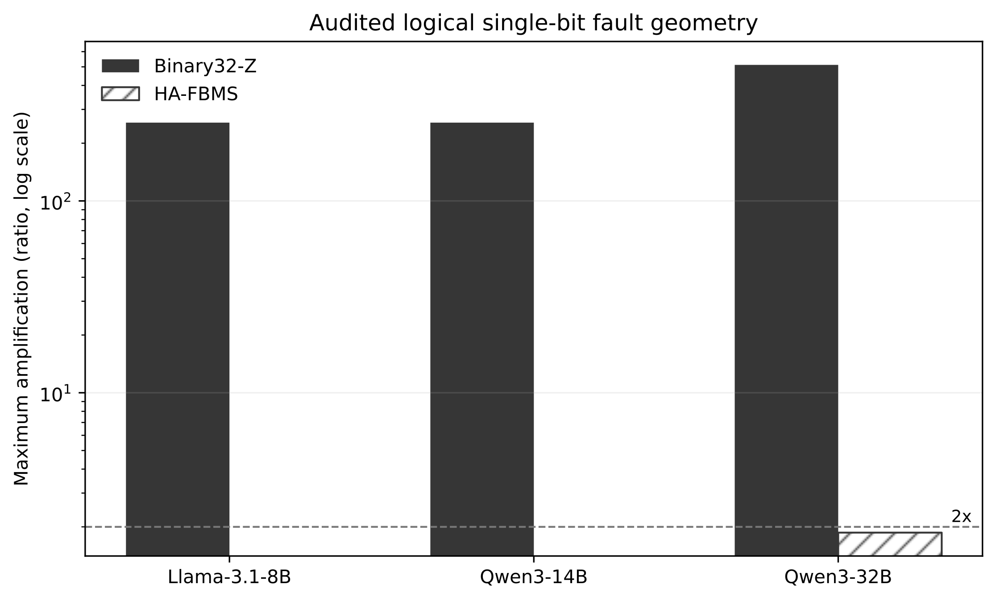 Audited logical single-bit fault geometry
Binary32-Z
HA-FBMS
Maximum amplification (ratio, log scale)
10²
10¹
2x
Llama-3.1-8B
Qwen3-14B
Qwen3-32B